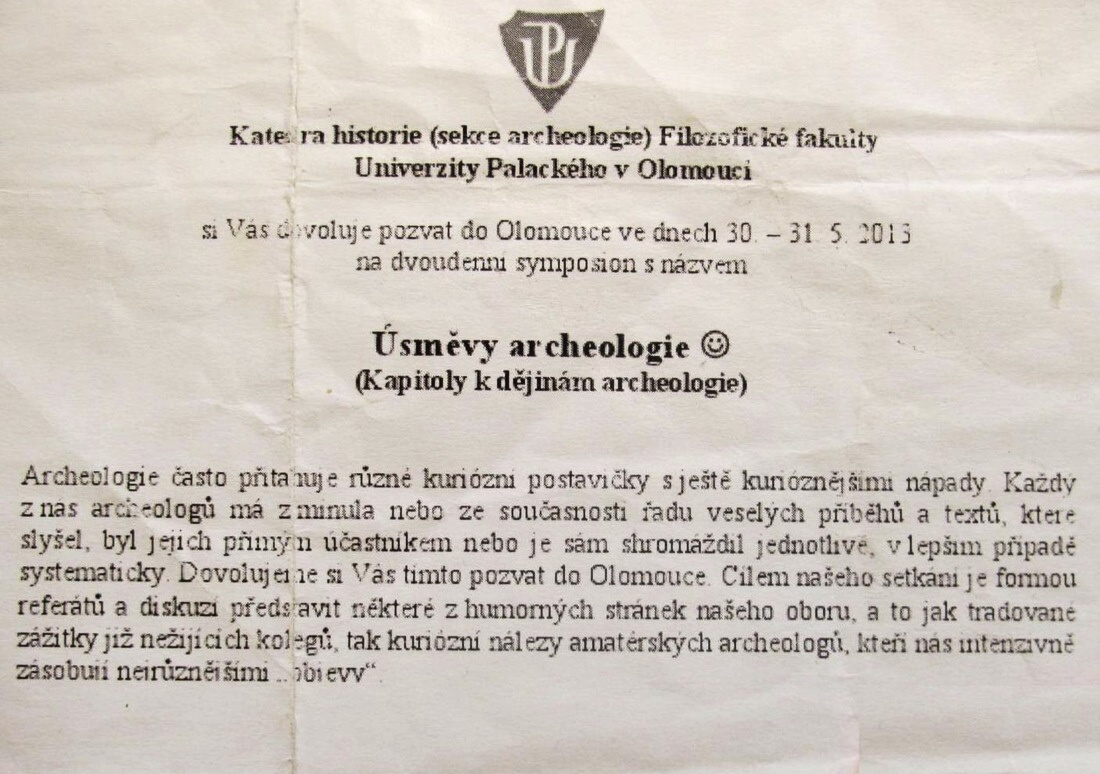 UP
Katedra historie (sekce archeologie) Filozofické fakulty
Univerzity Palackého v Olomouci
si Vás dovoluje pozvat do Olomouce ve dnech 30. – 31. 5. 2013
na dvoudenní symposion s názvem
Úsměvy archeologie ☺
(Kapitoly k dějinám archeologie)
Archeologie často přitahuje různé kuriózní postavičky s ještě kurióznějšími nápady. Každý
z nás archeologů má z minula nebo ze současnosti řadu veselých příběhů a textů, které
slyšel, byl jejich přímým účastníkem nebo je sám shromáždil jednotlivě, v lepším případě
systematicky. Dovolujeme si Vás tímto pozvat do Olomouce. Cílem našeho setkání je formou
referátů a diskuzí představit některé z humorných stránek našeho oboru, a to jak tradované
zážitky již nežijících kolegů, tak kuriózní nálezy amatérských archeologů, kteří nás intenzivně
zásobují nejrůznějšími „objevy“.